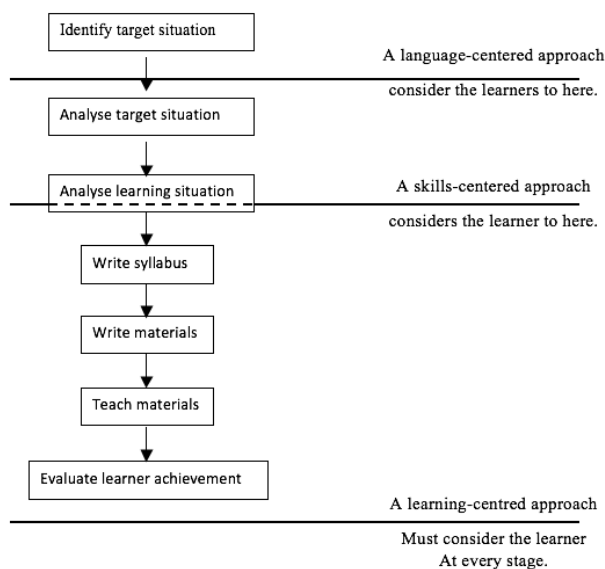 Identify target situation
A language-centered approach
consider the learners to here.
Analyse target situation
Analyse learning situation
A skills-centered approach
considers the learner to here.
Write syllabus
Write materials
Teach materials
Evaluate learner achievement
A learning-centred approach
Must consider the learner
At every stage.